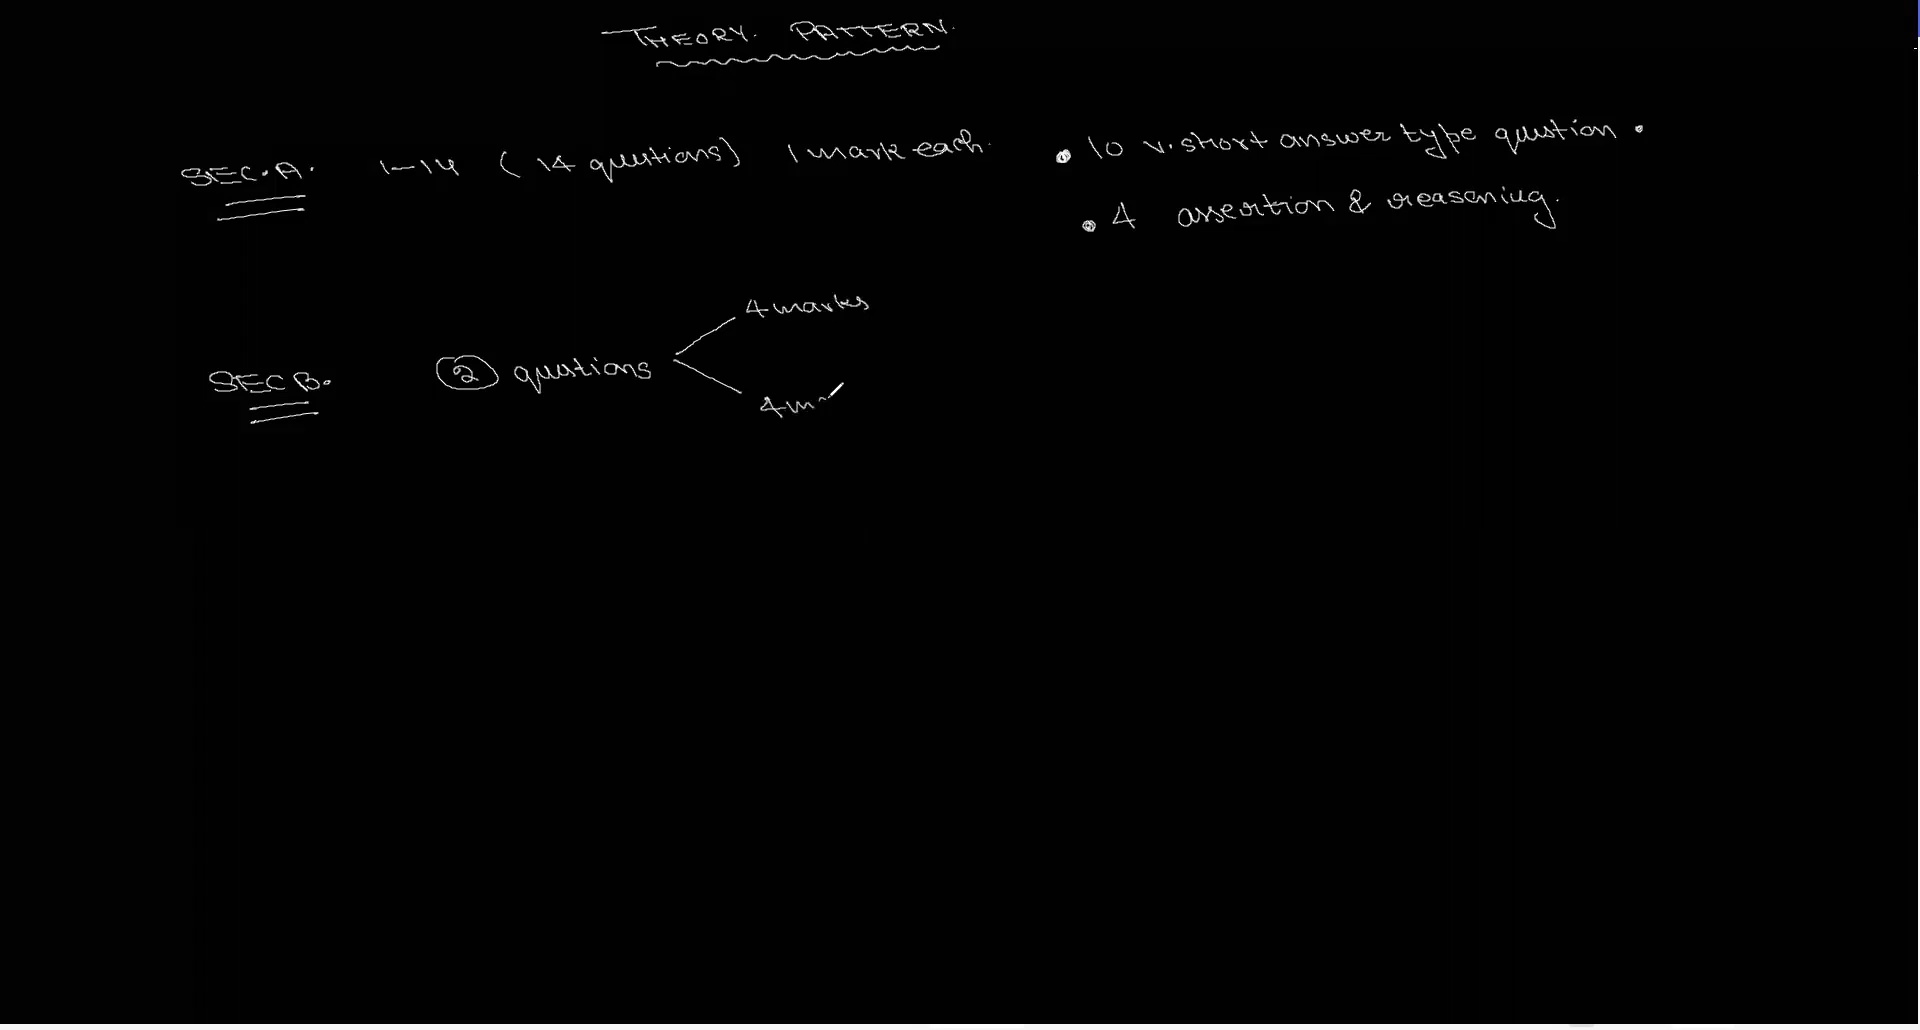 THEORY. PATTERN.
SEC.A. 1-14 (14 questions) 1 mark each.
• 10 v.short answer type question.
• 4 assertion & reasoning.
SEC B. 2 questions
4 marks
4 m